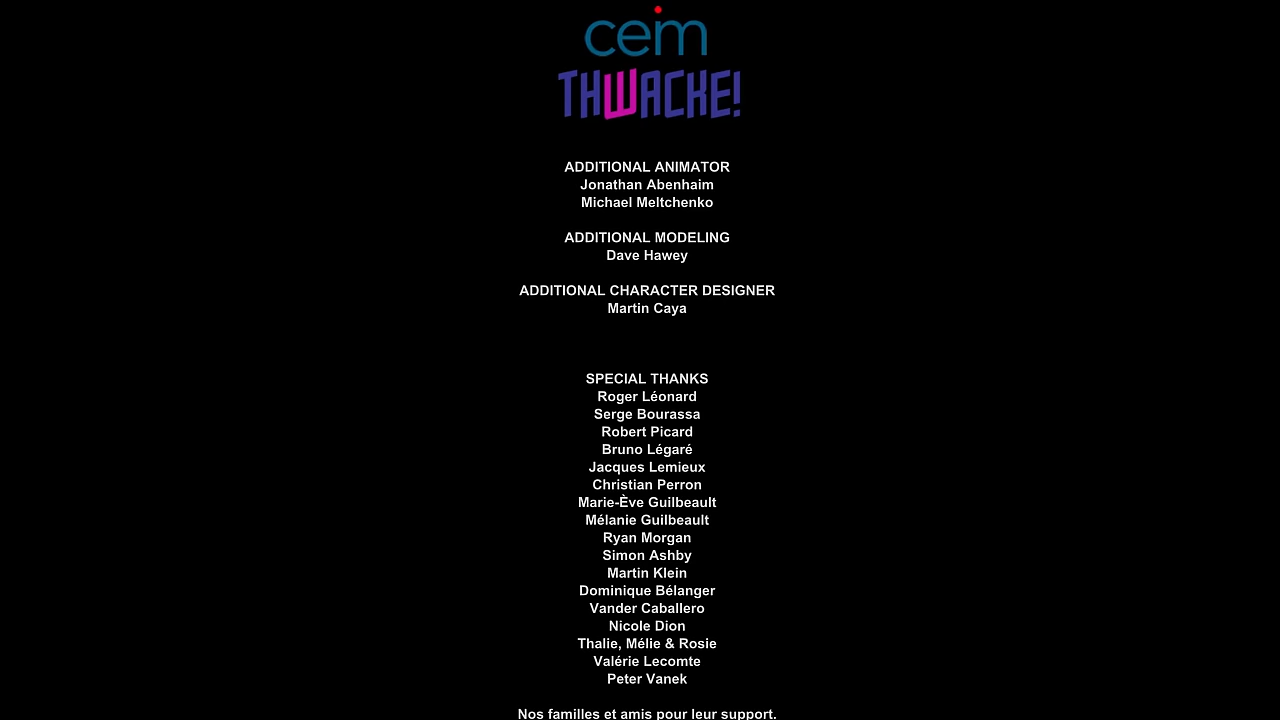 ceim
THWACKE!
ADDITIONAL ANIMATOR
Jonathan Abenhaim
Michael Meltchenko
ADDITIONAL MODELING
Dave Hawey
ADDITIONAL CHARACTER DESIGNER
Martin Caya
SPECIAL THANKS
Roger Léonard
Serge Bourassa
Robert Picard
Bruno Légaré
Jacques Lemieux
Christian Perron
Marie-Ève Guilbeault
Mélanie Guilbeault
Ryan Morgan
Simon Ashby
Martin Klein
Dominique Bélanger
Vander Caballero
Nicole Dion
Thalie, Mélie & Rosie
Valérie Lecomte
Peter Vanek
Nos familles et amis pour leur support.